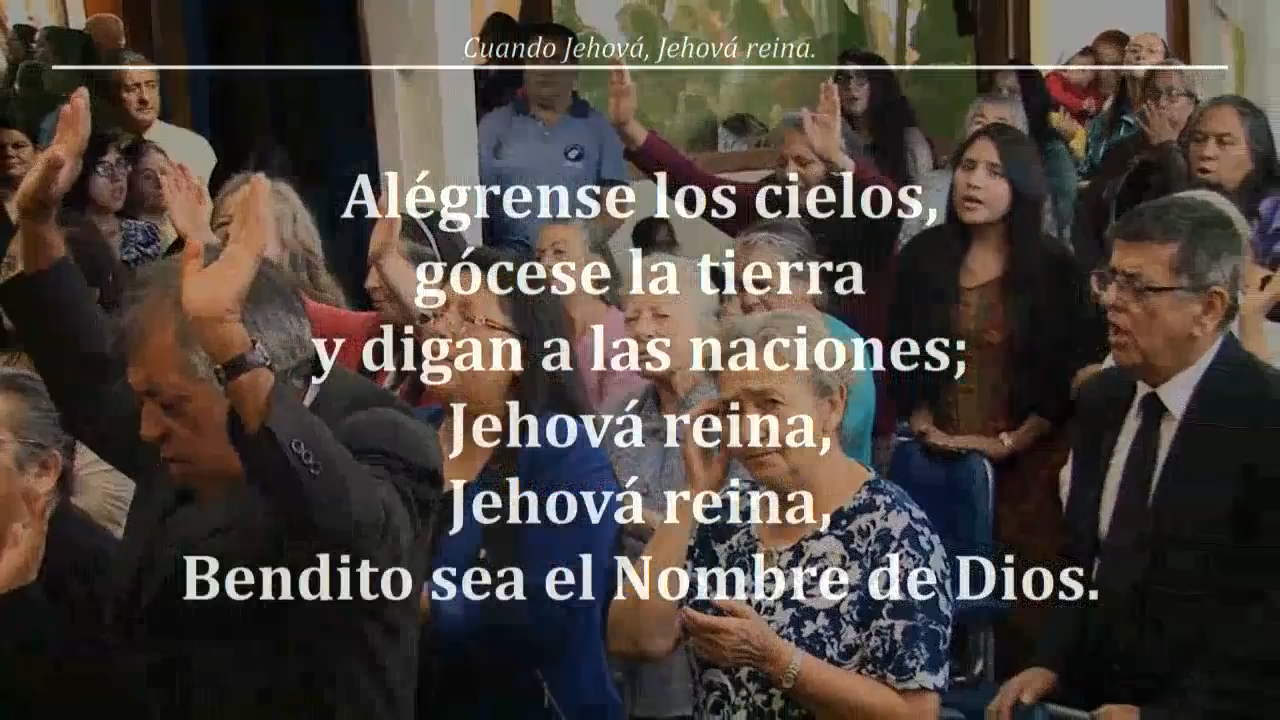 Cuando Jehová, Jehová reina.
Alégrense los cielos,
gócese la tierra
y digan a las naciones;
Jehová reina,
Jehová reina,
Bendito sea el Nombre de Dios.